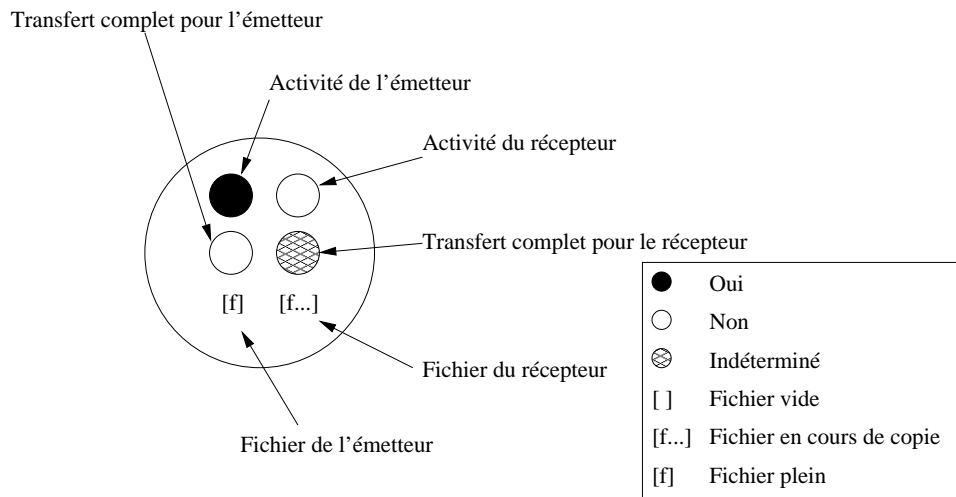 Transfert complet pour l'émetteur
Activité de l'émetteur
Activité du récepteur
Transfert complet pour le récepteur
[f] [f...]
Fichier du récepteur
Fichier de l'émetteur
Oui
Non
Indéterminé
[ ] Fichier vide
[f...] Fichier en cours de copie
[f] Fichier plein